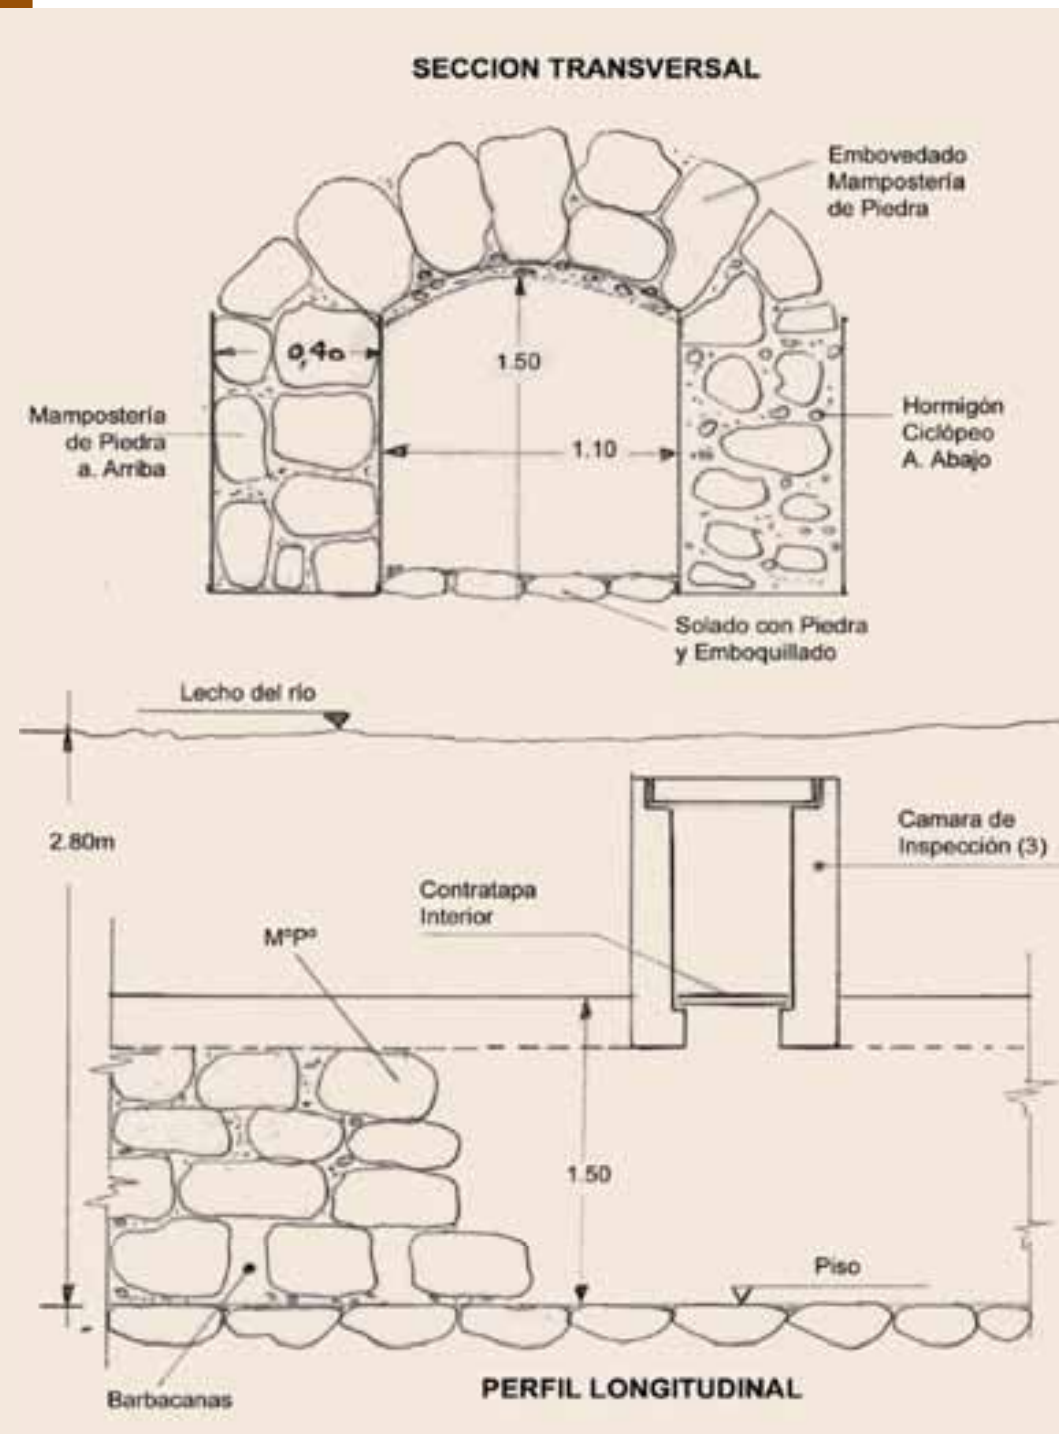 SECCION TRANSVERSAL
Embovedado
Mampostería
de Piedra
0,40
1.50
Mampostería
de Piedra
a. Arriba
1.10
Hormigón
Ciclópeo
A. Abajo
Solado con Piedra
y Emboquillado
Lecho del río
2.80m
Camara de
Inspección (3)
Contratapa
Interior
MºPº
1.50
Piso
Barbacanas
PERFIL LONGITUDINAL